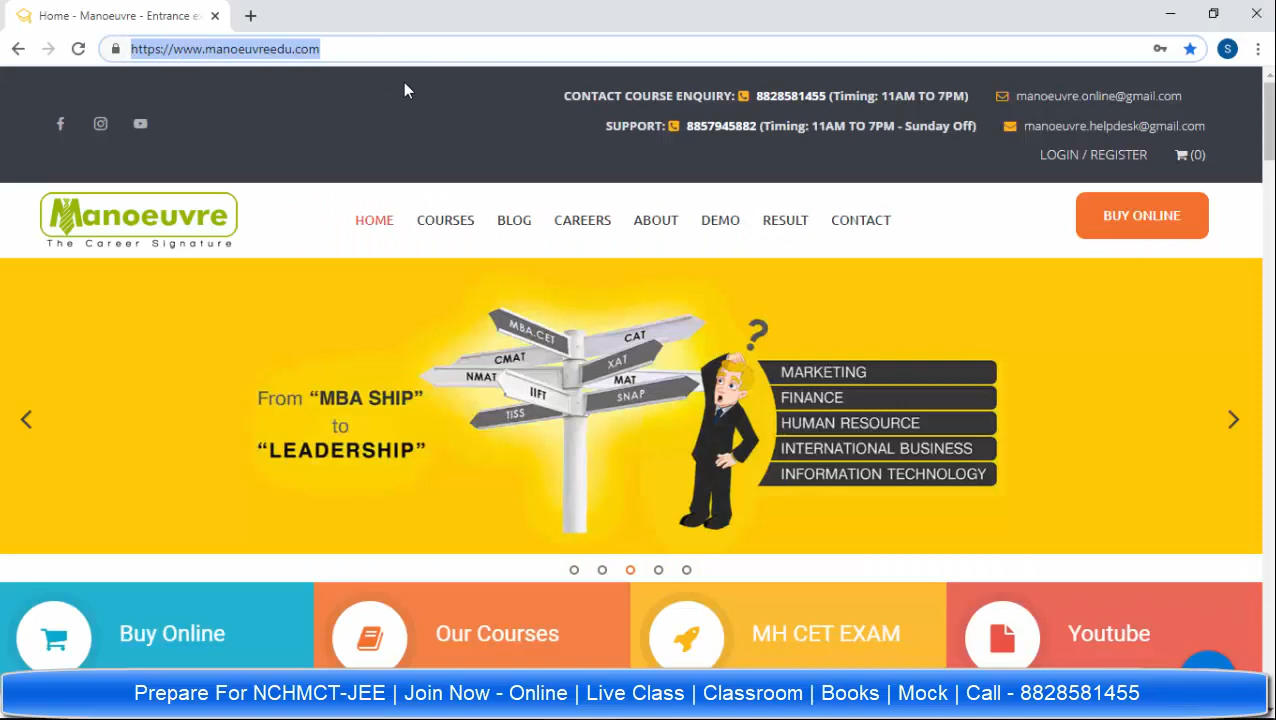 Home - Manoeuvre - Entrance e
https://www.manoeuvreedu.com
S
CONTACT COURSE ENQUIRY: 8828581455 (Timing: 11AM TO 7PM) manoeuvre.online@gmail.com
SUPPORT: 8857945882 (Timing: 11AM TO 7PM - Sunday Off) manoeuvre.helpdesk@gmail.com
LOGIN / REGISTER (0)
Manoeuvre
The Career Signature
HOME COURSES BLOG CAREERS ABOUT DEMO RESULT CONTACT
BUY ONLINE
From “MBA SHIP”
to
“LEADERSHIP”
MBA.CET
CAT
CMAT
XAT
NMAT
MAT
IIFT
SNAP
TISS
?
MARKETING
FINANCE
HUMAN RESOURCE
INTERNATIONAL BUSINESS
INFORMATION TECHNOLOGY
Buy Online
Our Courses
MH CET EXAM
Youtube
Prepare For NCHMCT-JEE | Join Now - Online | Live Class | Classroom | Books | Mock | Call - 8828581455